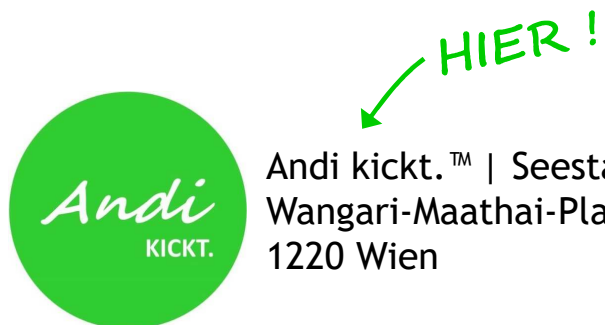 HIER !
Andi
KICKT.
Andi kickt.™ | Seesta
Wangari-Maathai-Pla
1220 Wien